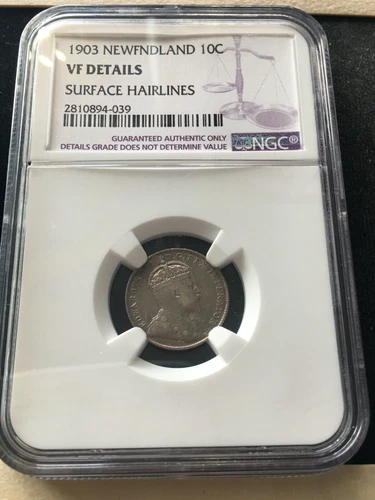 1903 NEWFNDLAND 10C
VF DETAILS
SURFACE HAIRLINES
2810894-039
GUARANTEED AUTHENTIC ONLY
DETAILS GRADE DOES NOT DETERMINE VALUE
NGC®